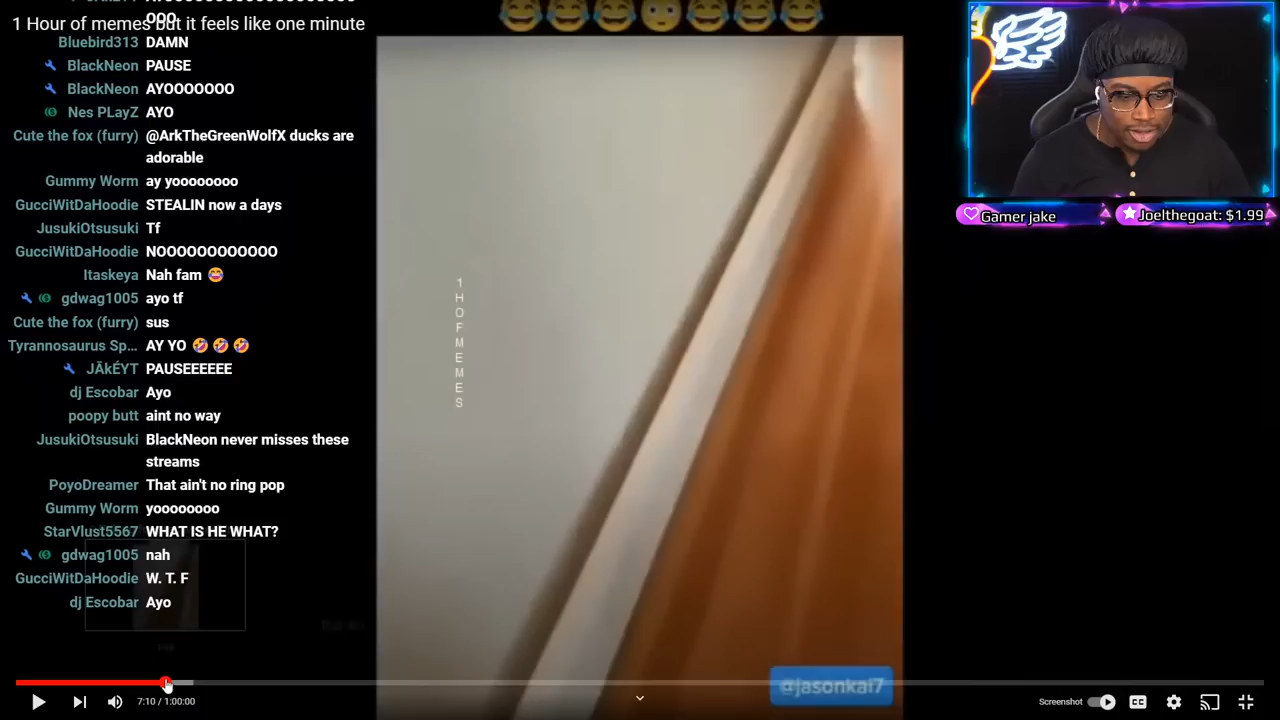 1 Hour of memes but it feels like one minute
OOO
Bluebird313 DAMN
BlackNeon PAUSE
BlackNeon AYOOOOOOO
Nes PLayZ AYO
Cute the fox (furry) @ArkTheGreenWolfX ducks are
adorable
Gummy Worm ay yoooooooo
GucciWitDaHoodie STEALIN now a days
JusukiOtsusuki Tf
GucciWitDaHoodie NOOOOOOOOOOOO
Itaskeya Nah fam 😂
gdwag1005 ayo tf
Cute the fox (furry) sus
Tyrannosaurus Sp... AY YO 🤣 🤣 🤣
JÃkÉYT PAUSEEEEEE
dj Escobar Ayo
poopy butt aint no way
JusukiOtsusuki BlackNeon never misses these
streams
PoyoDreamer That ain't no ring pop
Gummy Worm yoooooooo
StarVlust5567 WHAT IS HE WHAT?
gdwag1005 nah
GucciWitDaHoodie W. T. F
dj Escobar Ayo
1
H
O
F
M
E
M
E
S
Gamer jake
Joelthegoat: $1.99
@jasonkai7
7:10 / 1:00:00
Screenshot
CC